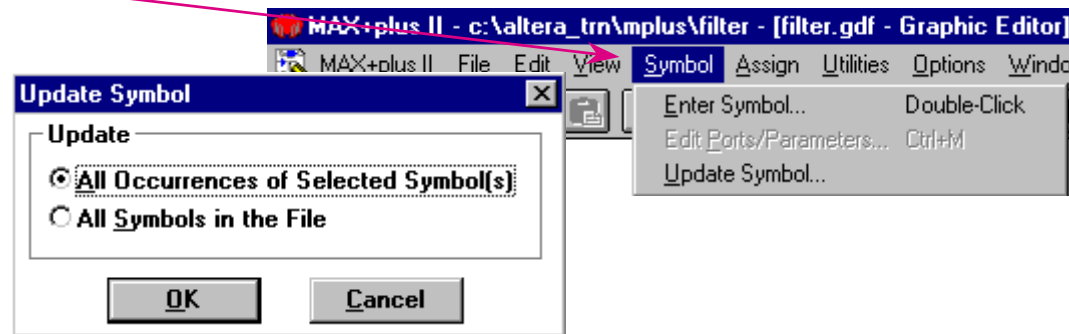 MAX+plus II - c:\altera_trn\mplus\filter - [filter.gdf - Graphic Editor]
MAX+plus II File Edit View Symbol Assign Utilities Options
Enter Symbol... Double-Click
Edit Ports/Parameters... Ctrl+M
Update Symbol...
Update Symbol
Update
All Occurrences of Selected Symbol(s)
All Symbols in the File
OK Cancel